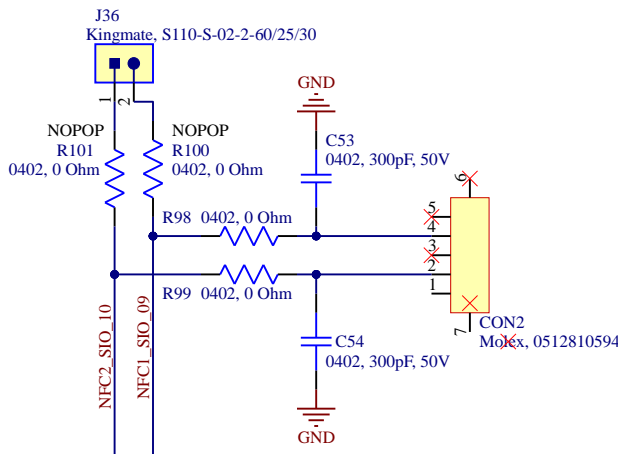 J36
Kingmate, S110-S-02-2-60/25/30
1
2
GND
NOPOP
NOPOP
R101
R100
0402, 0 Ohm
0402, 0 Ohm
C53
0402, 300pF, 50V
6
R98 0402, 0 Ohm
5
4
3
2
1
R99 0402, 0 Ohm
NFC2_SIO_10
NFC1_SIO_09
7
CON2
Molex, 0512810594
C54
0402, 300pF, 50V
GND